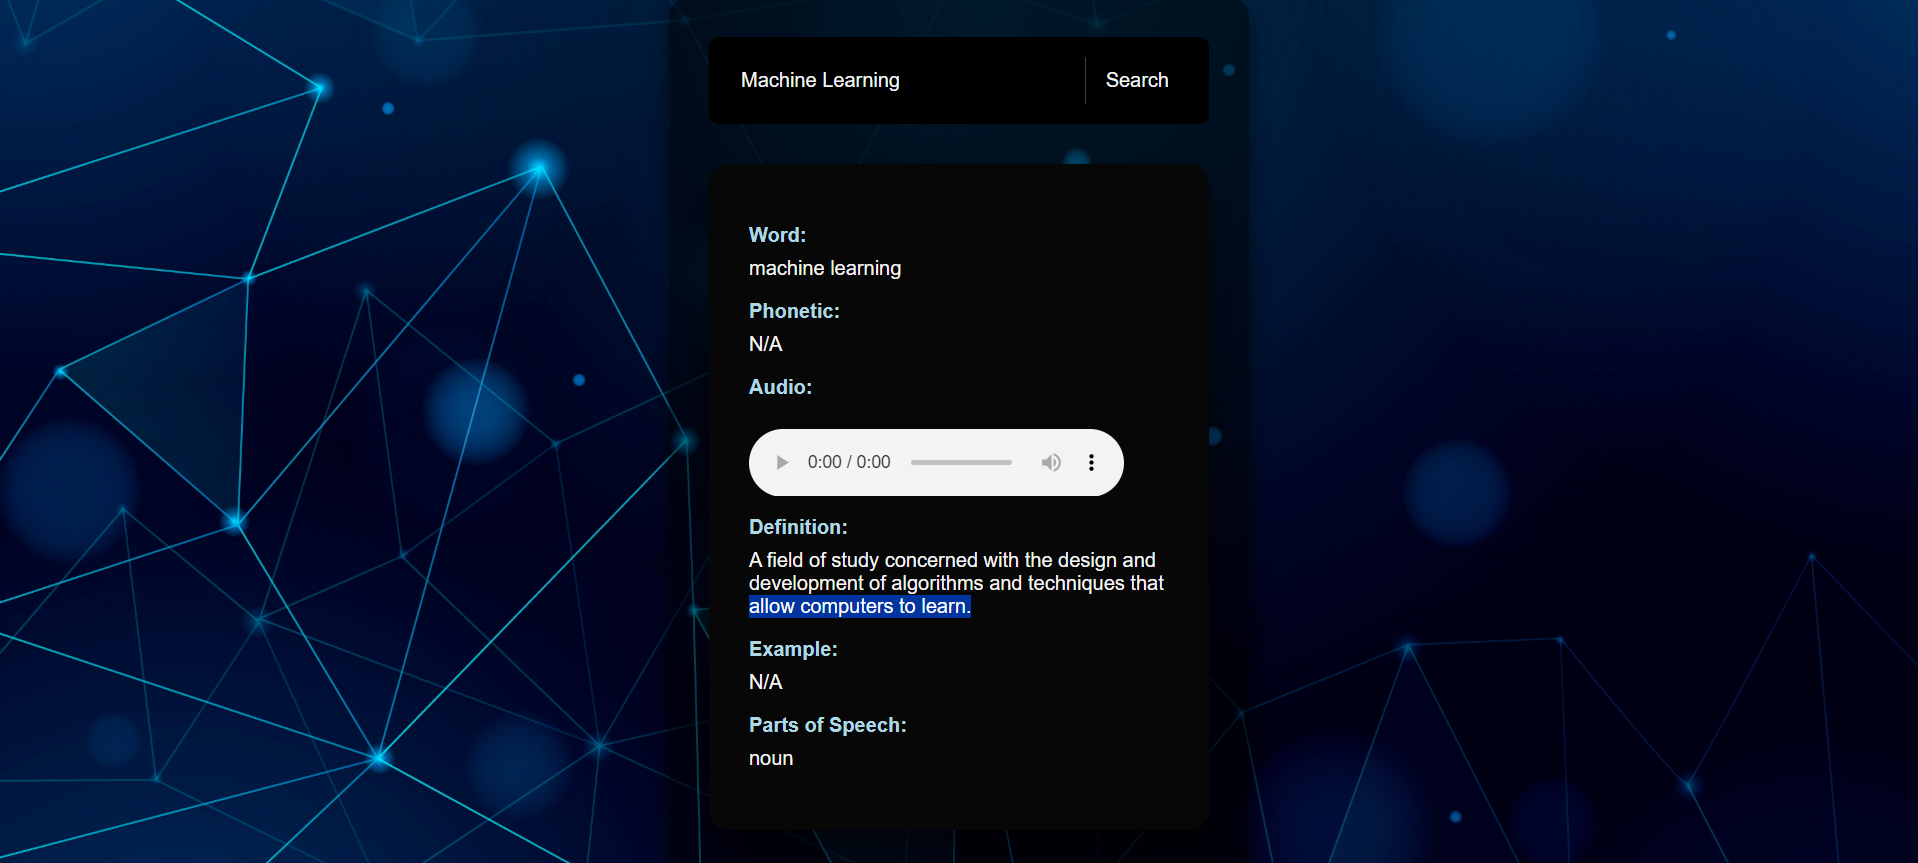 Machine Learning
Search
Word:
machine learning
Phonetic:
N/A
Audio:
0:00 / 0:00
Definition:
A field of study concerned with the design and
development of algorithms and techniques that
allow computers to learn.
Example:
N/A
Parts of Speech:
noun